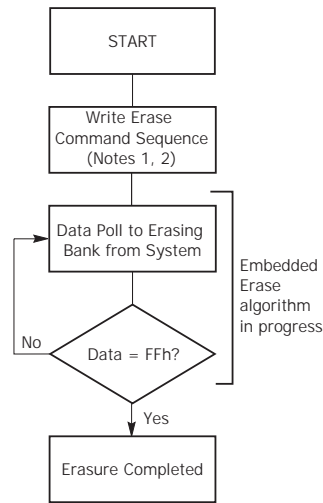 START
Write Erase
Command Sequence
(Notes 1, 2)
Data Poll to Erasing
Bank from System
Embedded
Erase
algorithm
in progress
No
Data = FFh?
Yes
Erasure Completed